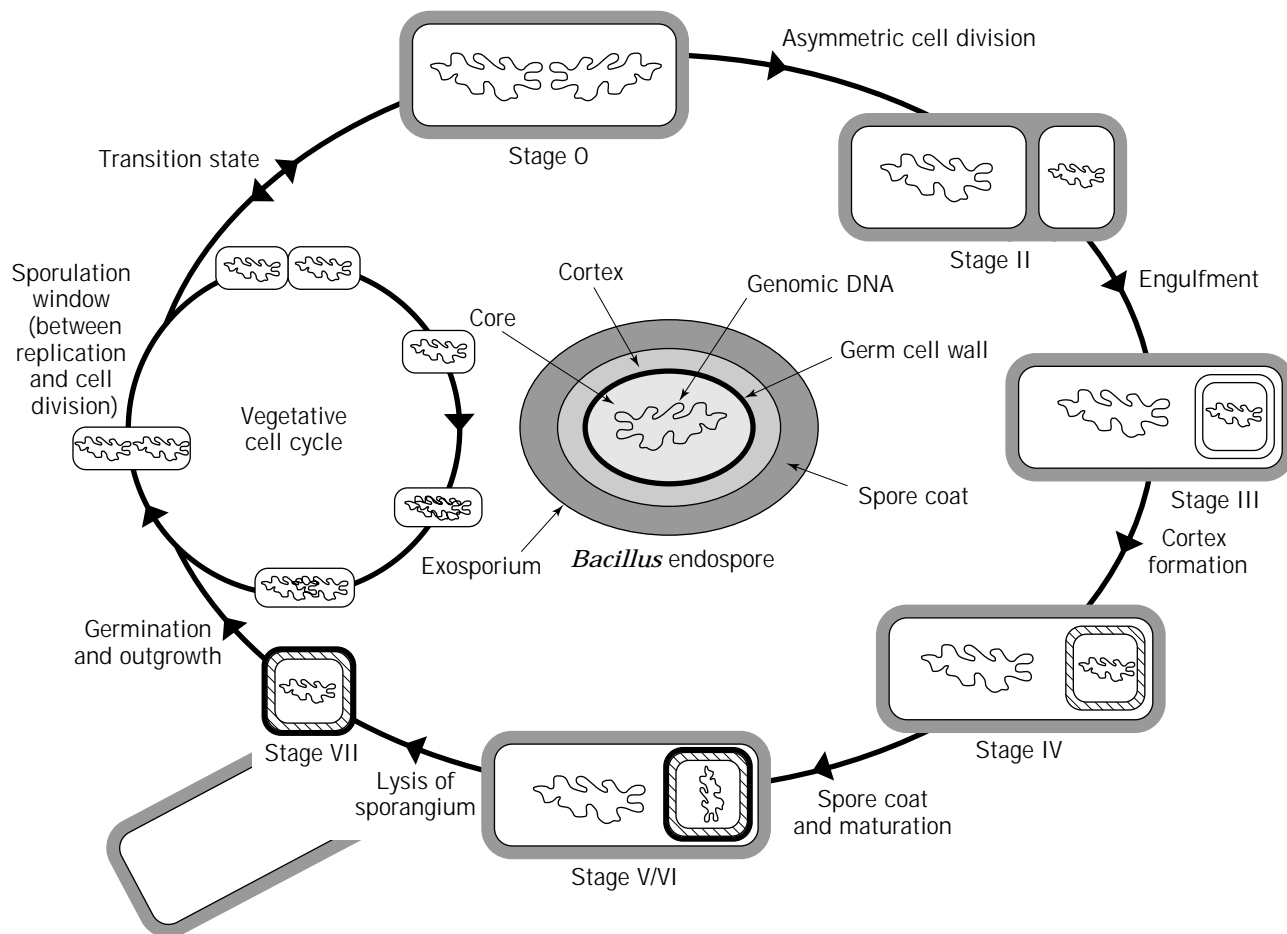 Asymmetric cell division
Stage 0
Transition state
Stage II
Engulfment
Sporulation
window
(between
replication
and cell
division)
Vegetative
cell cycle
Cortex
Genomic DNA
Core
Germ cell wall
Spore coat
Exosporium
Bacillus endospore
Stage III
Cortex
formation
Germination
and outgrowth
Stage IV
Stage VII
Lysis of
sporangium
Spore coat
and maturation
Stage V/VI